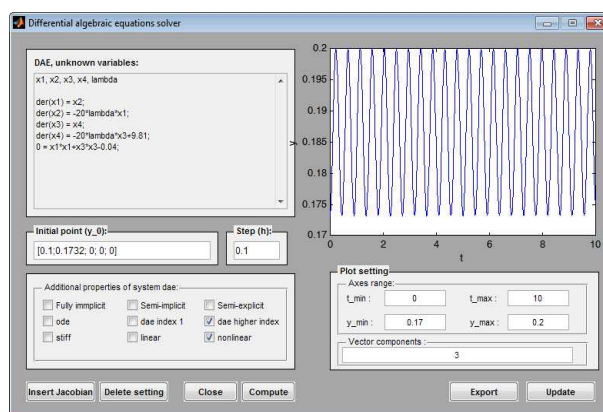 Differential algebraic equations solver
DAE, unknown variables:
x1, x2, x3, x4, lambda
der(x1) = x2;
der(x2) = -20*lambda*x1;
der(x3) = x4;
der(x4) = -20*lambda*x3+9.81;
0 = x1*x1+x3*x3-0.04;
Initial point (y_0):
[0.1;0.1732; 0; 0; 0]
Step (h):
0.1
Additional properties of system dae:
Fully immplicit
Semi-implicit
Semi-explicit
ode
dae index 1
dae higher index
stiff
linear
nonlinear
Insert Jacobian
Delete setting
Close
Compute
0.2
0.195
0.19
0.185
0.18
0.175
0.17
y
0 2 4 6 8 10
t
Plot setting
Axes range:
t_min : 0 t_max : 10
y_min : 0.17 y_max : 0.2
Vector components :
3
Export
Update